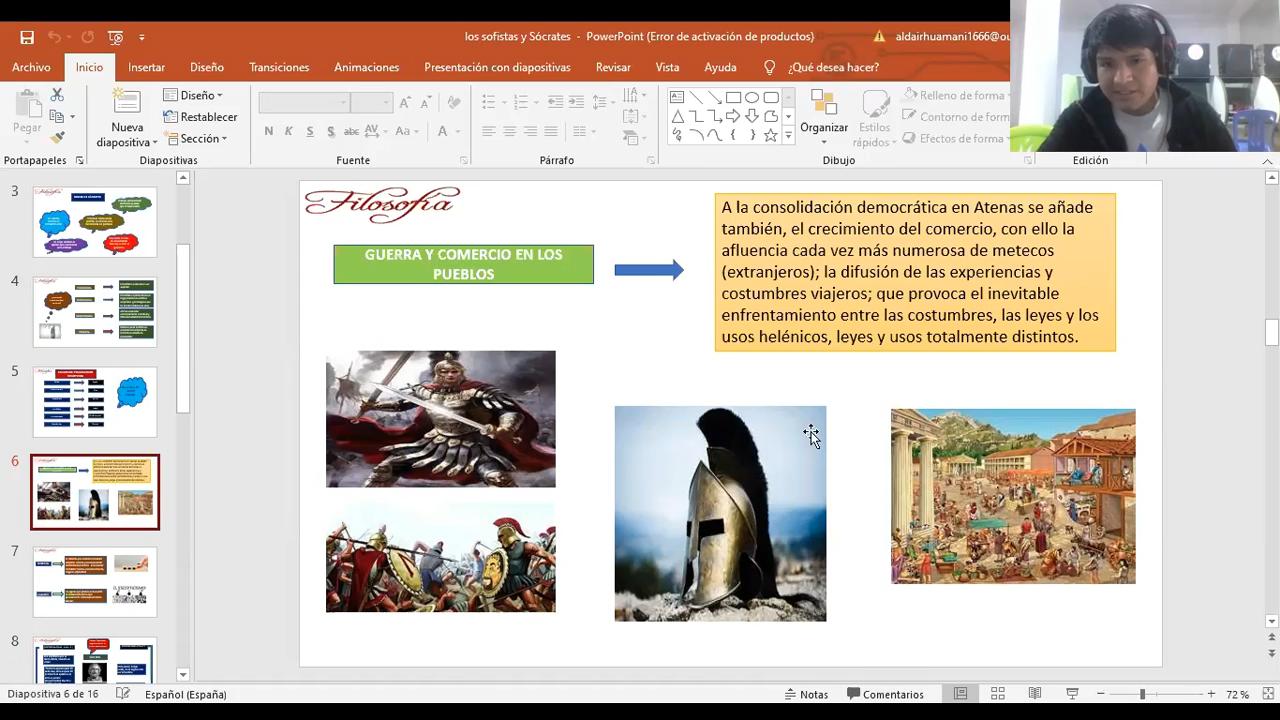 los sofistas y Sócrates - PowerPoint (Error de activación de productos)
aldairhuamani1666@ou
Archivo Inicio Insertar Diseño Transiciones Animaciones Presentación con diapositivas Revisar Vista Ayuda ¿Qué desea hacer?
Pegar
Nueva
diapositiva
Diseño
Restablecer
Sección
N K S abc AV Aa A
Organizar
Estilos
rápidos
Relleno de forma
Contorno de form
Efectos de forma
Portapapeles Diapositivas Fuente Párrafo Dibujo Edición
3
4
5
6
7
8
Filosofía
GUERRA Y COMERCIO EN LOS
PUEBLOS
A la consolidación democrática en Atenas se añade
también, el crecimiento del comercio, con ello la
afluencia cada vez más numerosa de metecos
(extranjeros); la difusión de las experiencias y
costumbres viajeros; que provoca el inevitable
enfrentamiento entre las costumbres, las leyes y los
usos helénicos, leyes y usos totalmente distintos.
Diapositiva 6 de 16 Español (España) Notas Comentarios 72 %